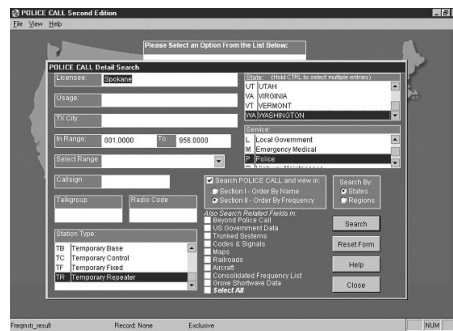 POLICE CALL Second Edition
File View Help
Please Select an Option From the List Below:
POLICE CALL Detail Search
Licensee: Spokane
Usage:
TX City:
In Range: 001.0000 To 956.0000
Select Range
Callsign
Talkgroup Radio Code
Station Type:
TB Temporary Base
TC Temporary Control
TF Temporary Fixed
TR Temporary Repeater
State: (Hold CTRL to select multiple entries)
UT UTAH
VA VIRGINIA
VT VERMONT
WA WASHINGTON
Service:
L Local Government
M Emergency Medical
P Police
Search POLICE CALL and view in:
Section I - Order By Name
Section II - Order By Frequency
Also Search Related Fields in:
Beyond Police Call
US Government Data
Trunked Systems
Codes & Signals
Maps
Railroads
Aircraft
Consolidated Frequency List
Grove Shortwave Data
Select All
Search By:
States
Regions
Search
Reset Form
Help
Close
Freqmstr_result Record: None Exclusive NUM